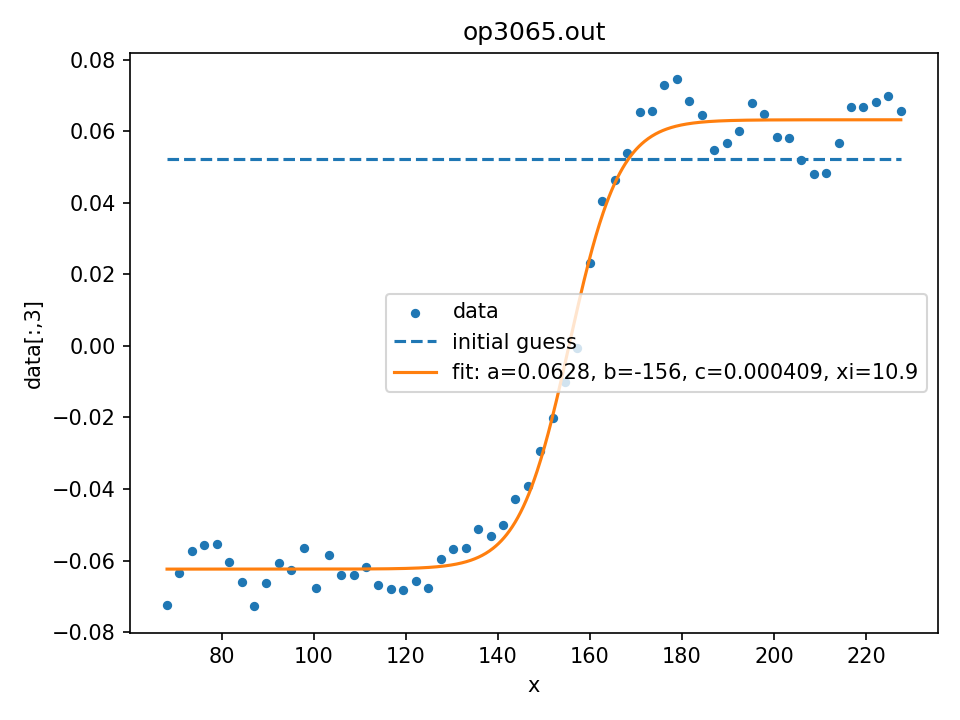 op3065.out
0.08
0.06
0.04
0.02
0.00
−0.02
−0.04
−0.06
−0.08
data[:,3]
data
initial guess
fit: a=0.0628, b=-156, c=0.000409, xi=10.9
80 100 120 140 160 180 200 220
x